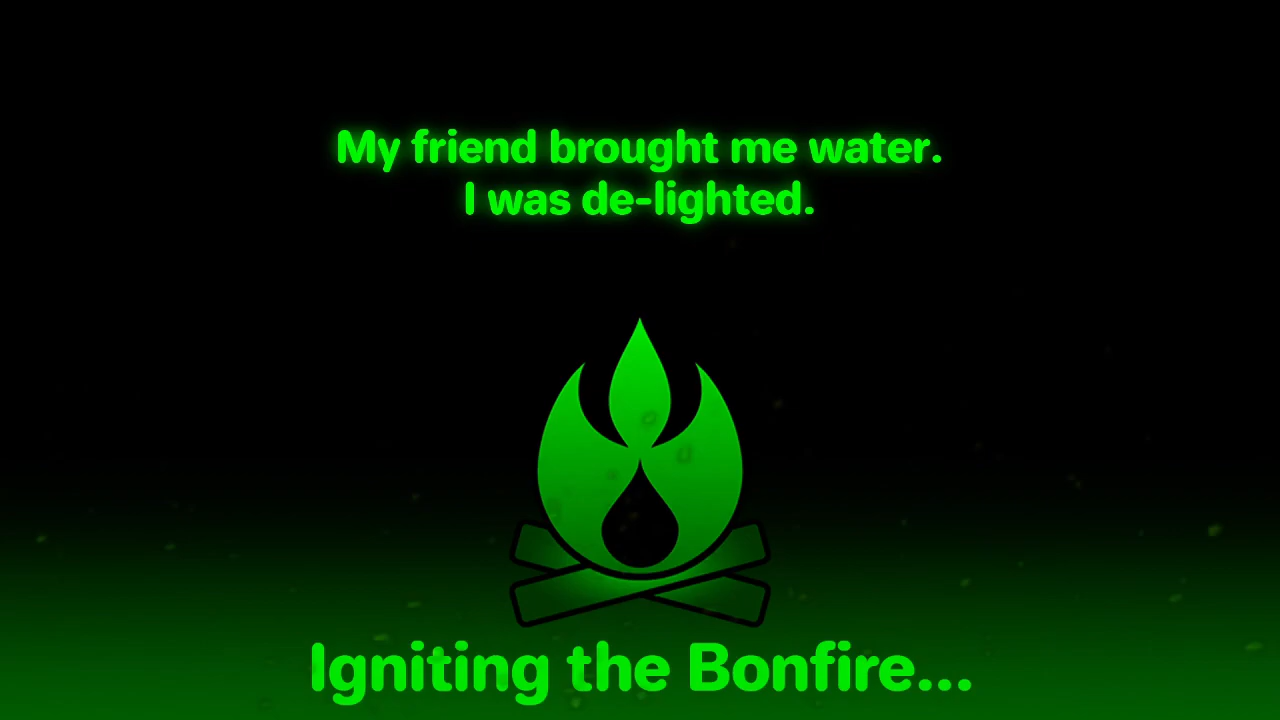 My friend brought me water.
I was de-lighted.
Igniting the Bonfire...